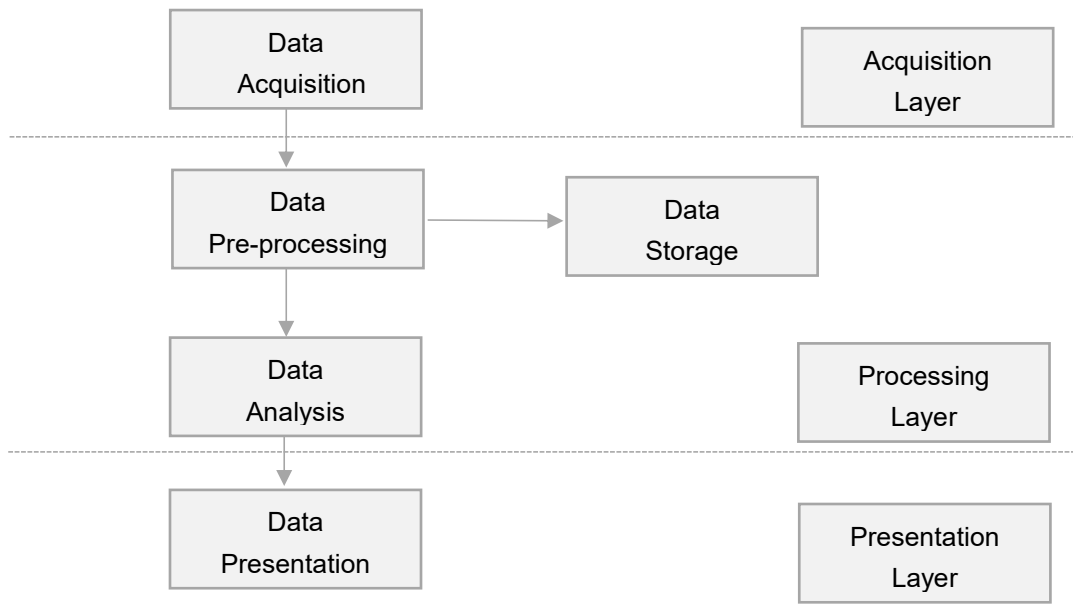 Data
Acquisition
Acquisition
Layer
Data
Pre-processing
Data
Storage
Data
Analysis
Processing
Layer
Data
Presentation
Presentation
Layer